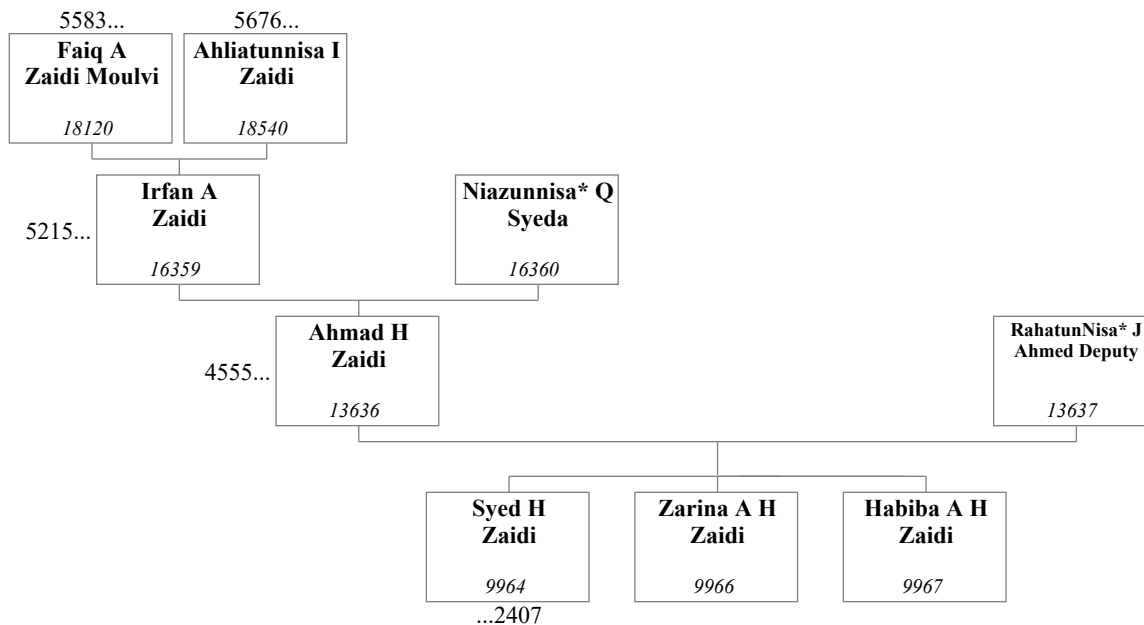 5583...
5676...
Faiq A
Zaidi Moulvi
18120
Ahliatunnisa I
Zaidi
18540
5215...
Irfan A
Zaidi
16359
Niazunnisa* Q
Syeda
16360
4555...
Ahmad H
Zaidi
13636
RahatunNisa* J
Ahmed Deputy
13637
Syed H
Zaidi
9964
...2407
Zarina A H
Zaidi
9966
Habiba A H
Zaidi
9967